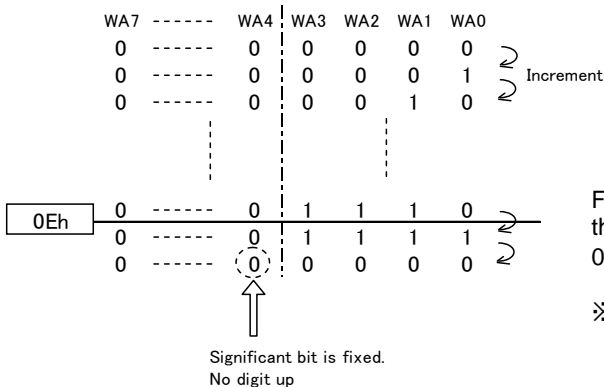 WA7 ------ WA4 WA3 WA2 WA1 WA0
0 ------ 0 0 0 0 0
0 ------ 0 0 0 0 1 Increment
0 ------ 0 0 0 1 0
0 ------ 0 1 1 1 0
0Eh
0 ------ 0 1 1 1 1
0 ------ 0 0 0 0 0
F
th
0
※
Significant bit is fixed.
No digit up